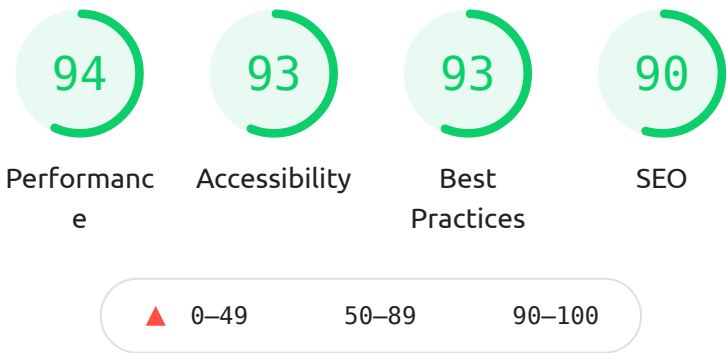 94 93 93 90
Performanc Accessibility Best SEO
e Practices
0–49 50–89 90–100